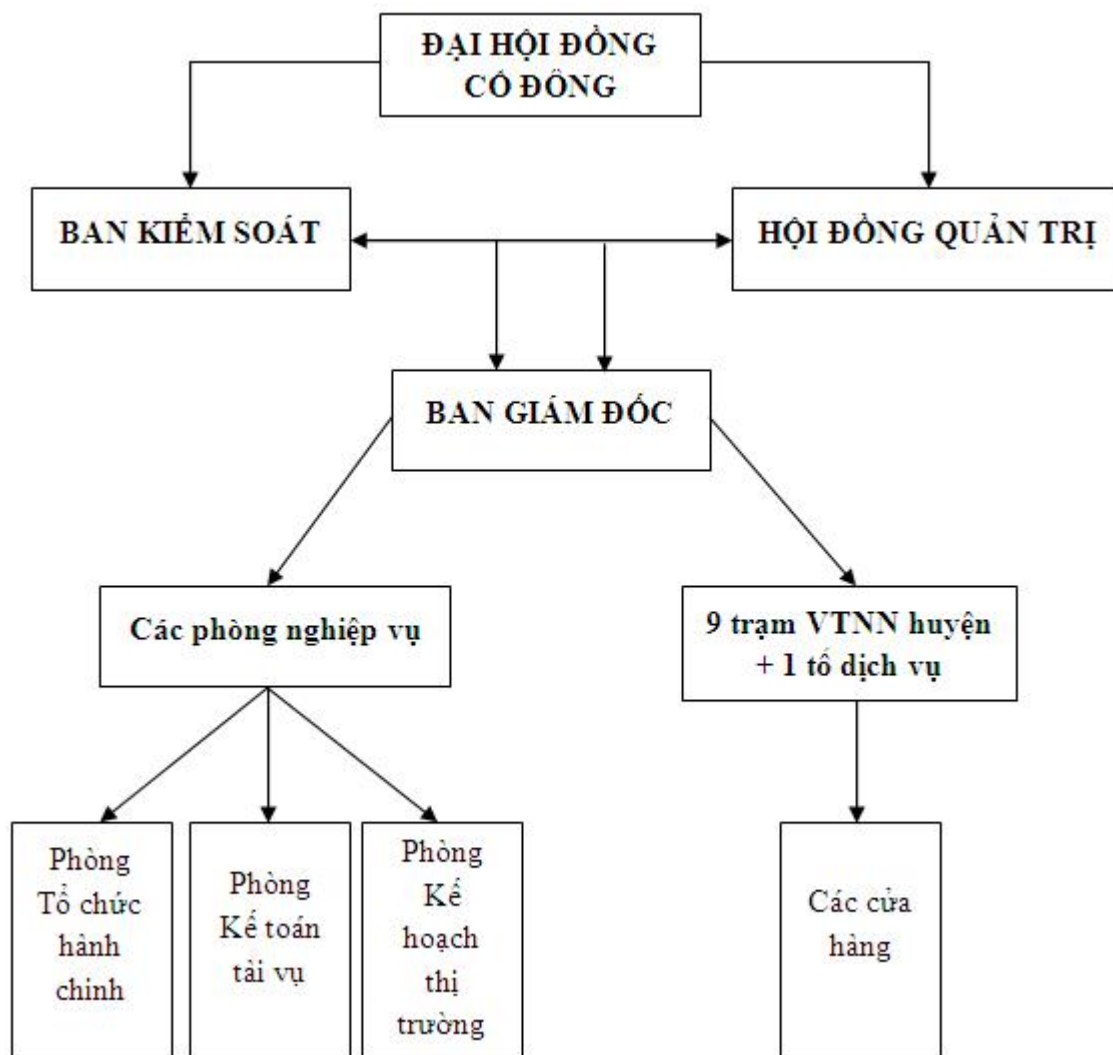 ĐẠI HỘI ĐỒNG
CỔ ĐÔNG
BAN KIỂM SOÁT
HỘI ĐỒNG QUẢN TRỊ
BAN GIÁM ĐỐC
Các phòng nghiệp vụ
9 trạm VTNN huyện
+ 1 tổ dịch vụ
Phòng
Tổ chức
hành
chinh
Phòng
Kế toán
tài vụ
Phòng
Kế
hoạch
thị
trường
Các cửa
hàng